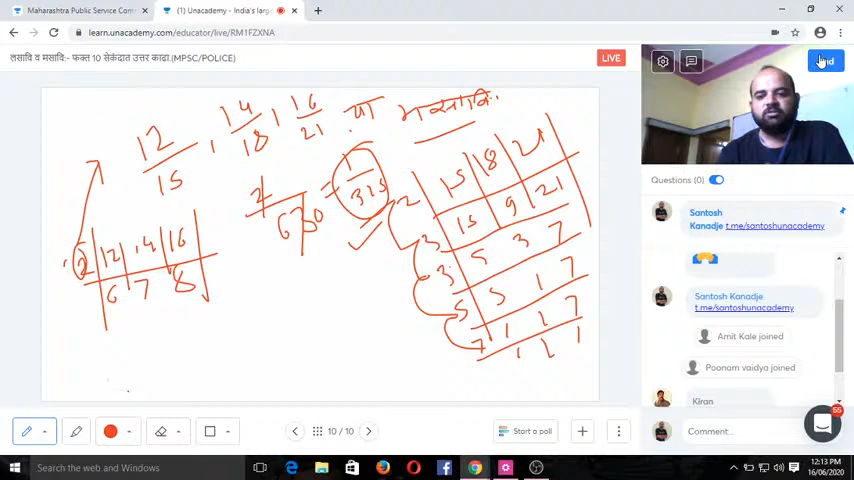 Maharashtra Public Service Com
(1) Unacademy - India's larg
learn.unacademy.com/educator/live/RM1FZXNA
लसावि व मसावि:- फक्त 10 सेकंदात उत्तर काढा.(MPSC/POLICE)
LIVE
End
12/15 , 14/18 , 16/21 चा मसावि.
2/630 = 1/315
2 | 12 | 14 | 16
6 7 8
2 | 15 | 18 | 21
3 | 15 9 21
3 | 5 3 7
5 | 5 1 7
7 | 1 1 7
1 1 1
Questions (0)
Santosh
Kanadje t.me/santoshunacademy
Santosh Kanadje
t.me/santoshunacademy
Amit Kale joined
Poonam vaidya joined
Kiran
10 / 10
Start a poll
Comment...
55
Search the web and Windows
12:13 PM
16/06/2020